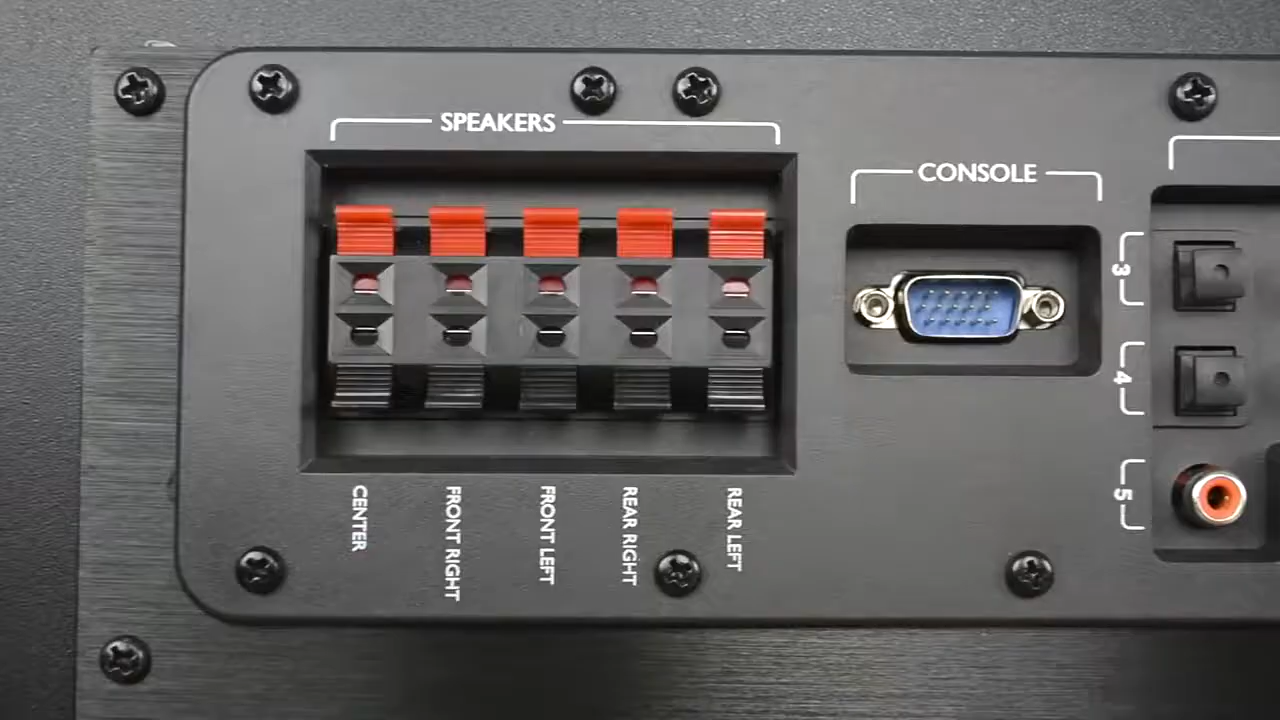 SPEAKERS
CONSOLE
3
4
5
CENTER
FRONT RIGHT
FRONT LEFT
REAR RIGHT
REAR LEFT